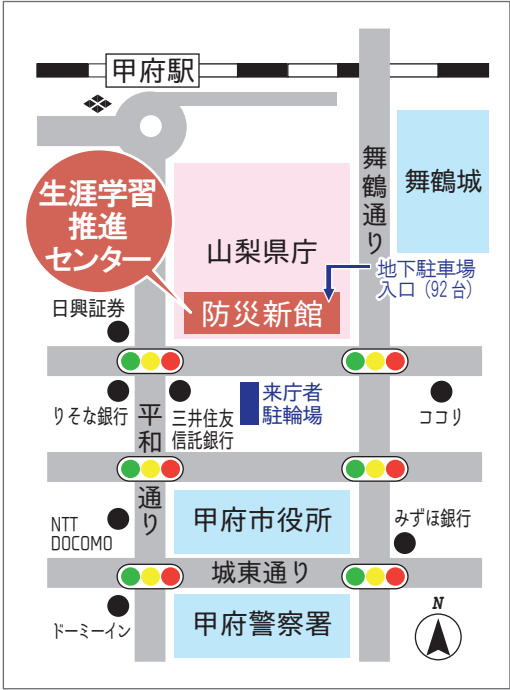 甲府駅
舞鶴通り
舞鶴城
生涯学習
推進
センター
山梨県庁
地下駐車場
入口（92台）
防災新館
日興証券
りそな銀行
平和通り
三井住友
信託銀行
来庁者
駐輪場
ココリ
NTT
DOCOMO
甲府市役所
みずほ銀行
城東通り
ドーミーイン
甲府警察署
N